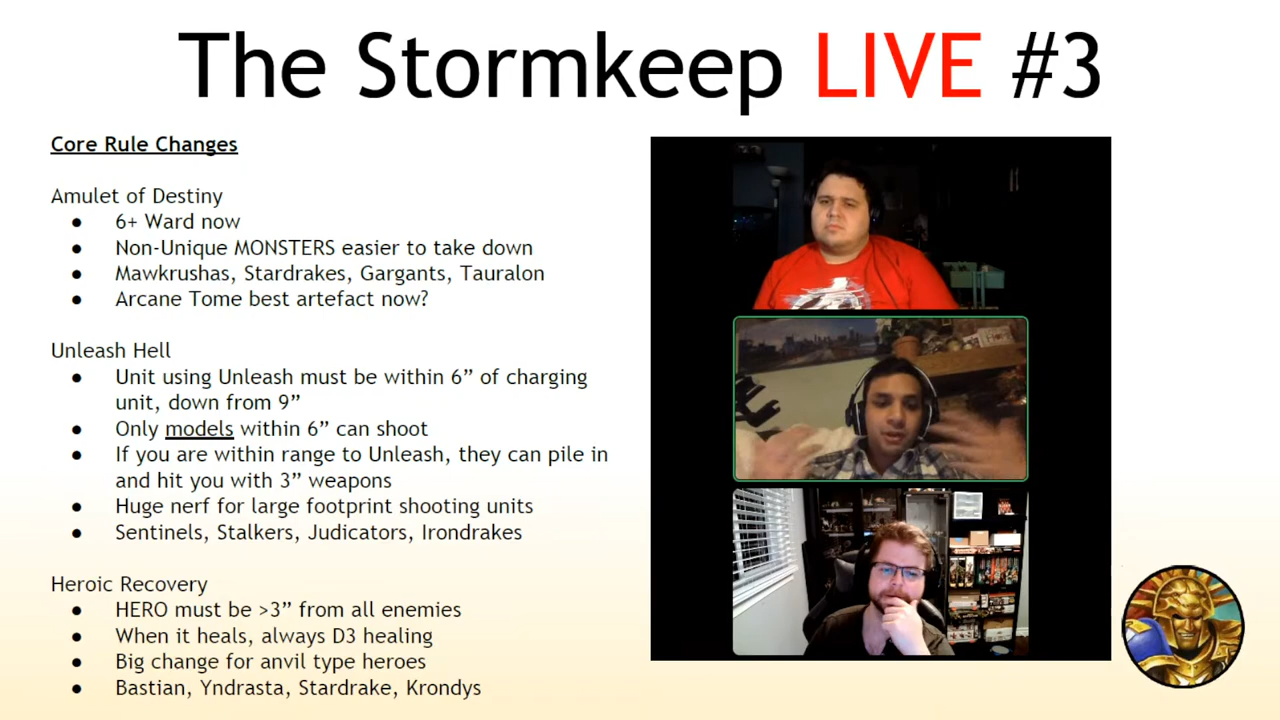 The Stormkeep LIVE #3
Core Rule Changes
Amulet of Destiny
● 6+ Ward now
● Non-Unique MONSTERS easier to take down
● Mawkrushas, Stardrakes, Gargants, Tauralon
● Arcane Tome best artefact now?
Unleash Hell
● Unit using Unleash must be within 6” of charging
unit, down from 9”
● Only models within 6” can shoot
● If you are within range to Unleash, they can pile in
and hit you with 3” weapons
● Huge nerf for large footprint shooting units
● Sentinels, Stalkers, Judicators, Irondrakes
Heroic Recovery
● HERO must be >3” from all enemies
● When it heals, always D3 healing
● Big change for anvil type heroes
● Bastian, Yndrasta, Stardrake, Krondys